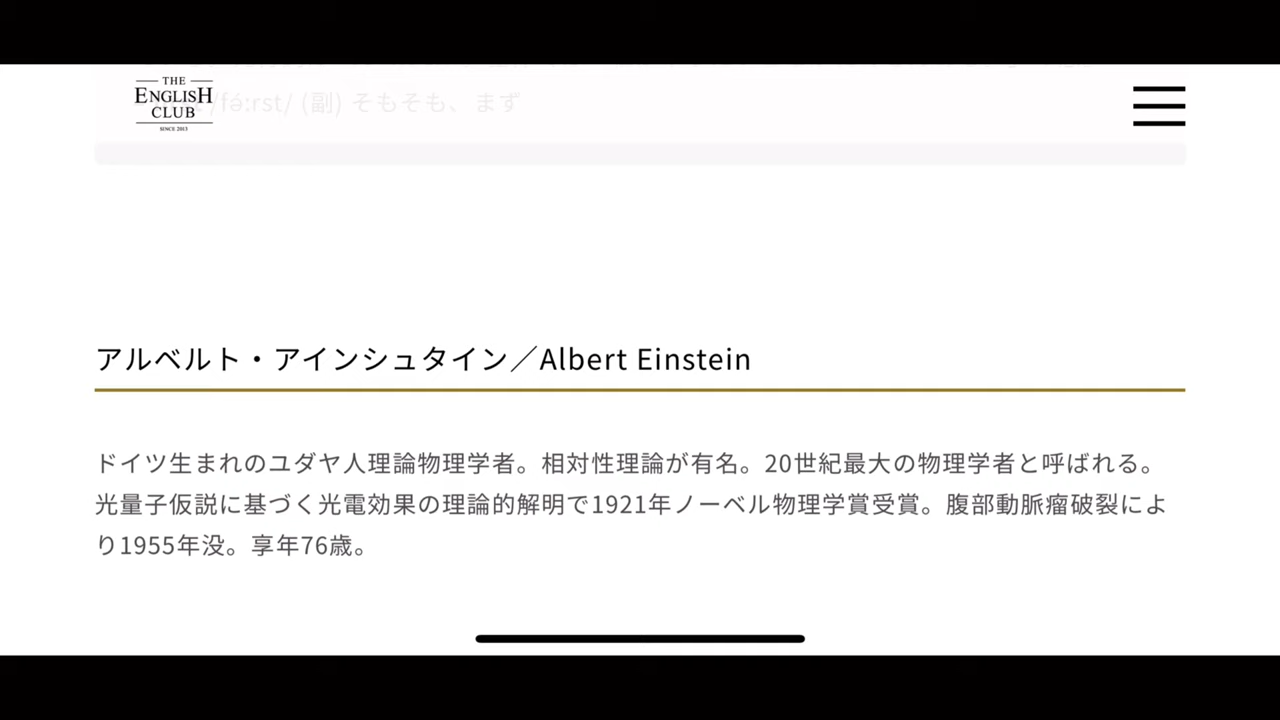 THE
ENGLISH
CLUB
SINCE 2013
/fə́:rst/ (副) そもそも、まず
アルベルト・アインシュタイン／Albert Einstein
ドイツ生まれのユダヤ人理論物理学者。相対性理論が有名。20世紀最大の物理学者と呼ばれる。
光量子仮説に基づく光電効果の理論的解明で1921年ノーベル物理学賞受賞。腹部動脈瘤破裂によ
り1955年没。享年76歳。